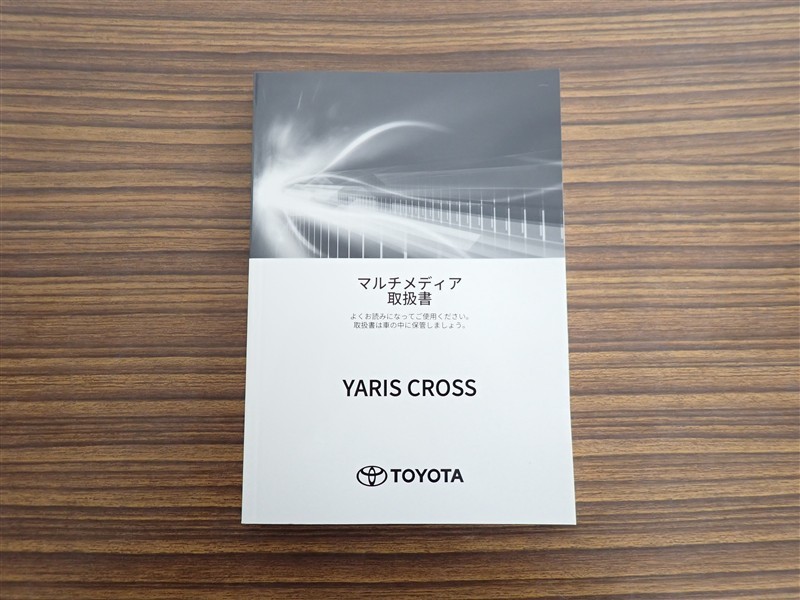 マルチメディア
取扱書
よくお読みになってご使用ください。
取扱書は車の中に保管しましょう。
YARIS CROSS
TOYOTA